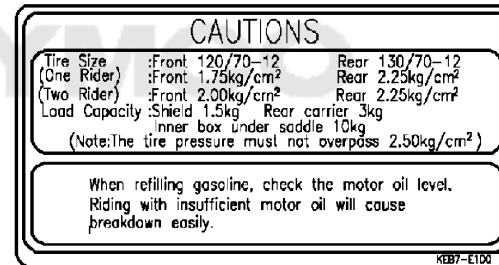 KYMCO
CAUTIONS
Tire Size :Front 120/70-12 Rear 130/70-12
(One Rider) :Front 1.75kg/cm² Rear 2.25kg/cm²
(Two Rider) :Front 2.00kg/cm² Rear 2.25kg/cm²
Load Capacity :Shield 1.5kg Rear carrier 3kg
Inner box under saddle 10kg
(Note:The tire pressure must not overpass 2.50kg/cm²)
When refilling gasoline, check the motor oil level.
Riding with insufficient motor oil will cause
breakdown easily.
KEB7-E100